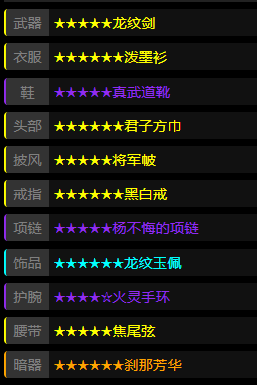 武器 ★★★★★龙纹剑
衣服 ★★★★★★泼墨衫
鞋 ★★★★★真武道靴
头部 ★★★★★★君子方巾
披风 ★★★★★将军帔
戒指 ★★★★★★黑白戒
项链 ★★★★★杨不悔的项链
饰品 ★★★★★★龙纹玉佩
护腕 ★★★★☆火灵手环
腰带 ★★★★★焦尾弦
暗器 ★★★★★★刹那芳华